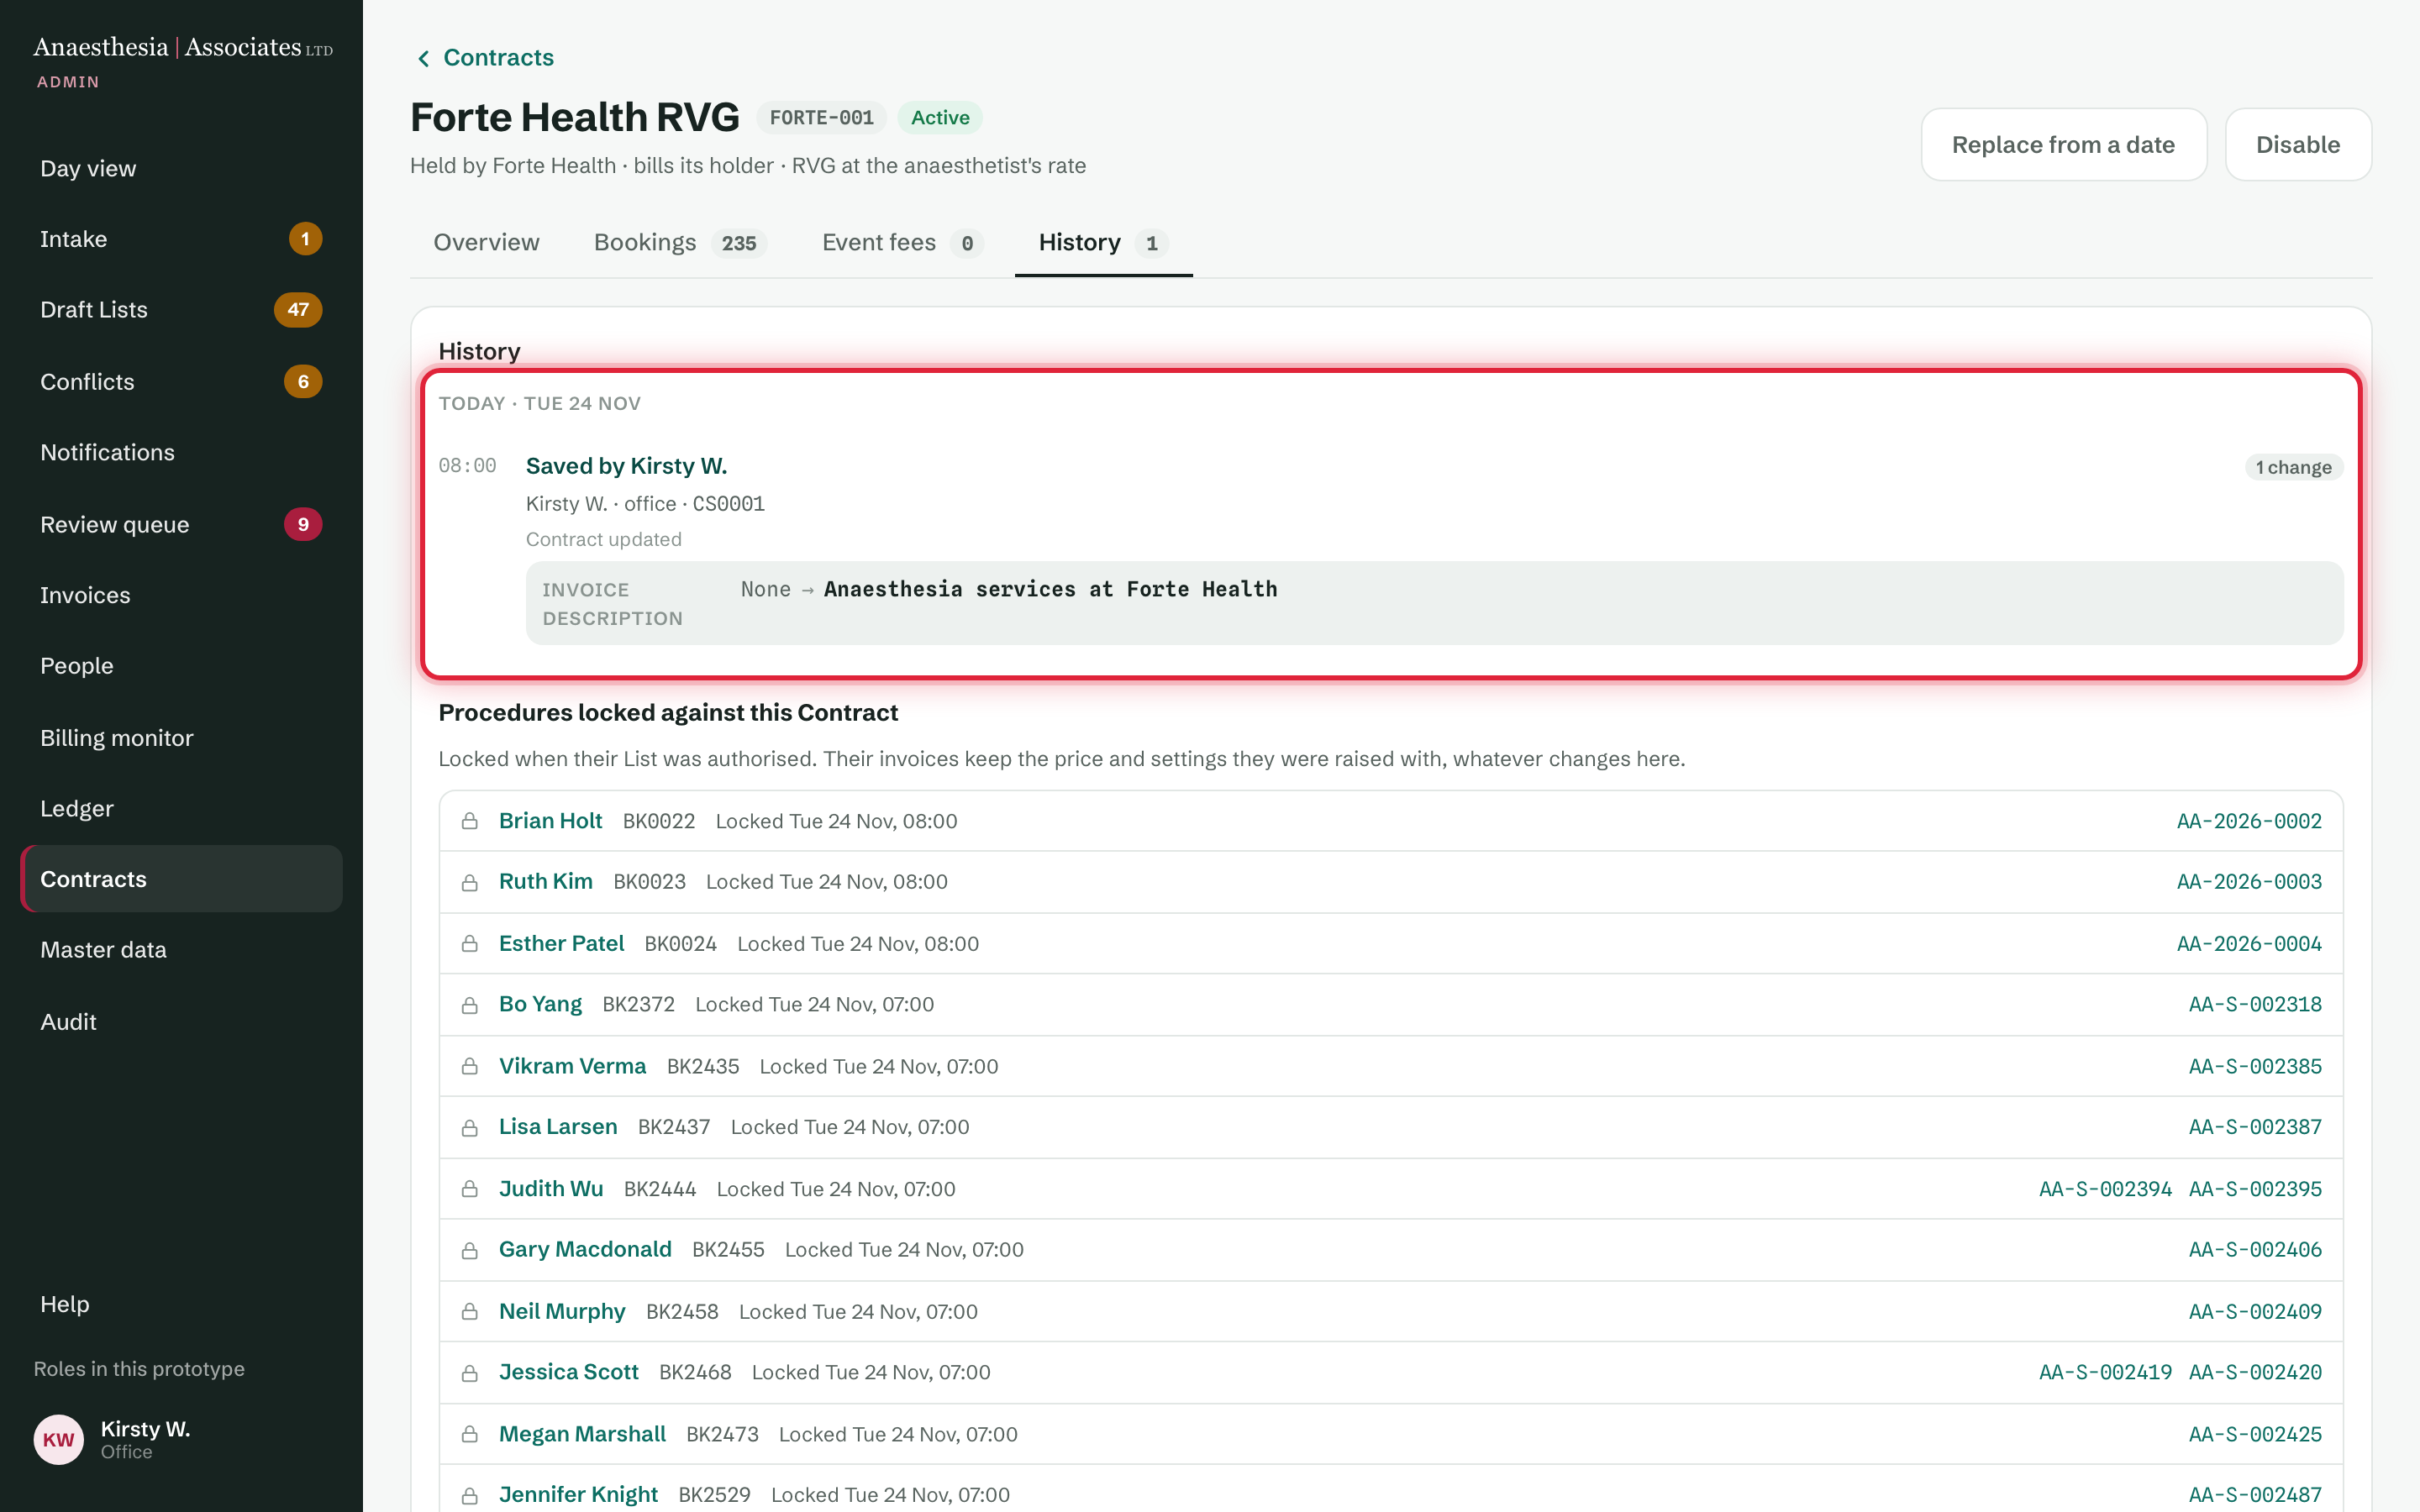 Anaesthesia | Associates LTD
ADMIN
Day view
Intake 1
Draft Lists 47
Conflicts 6
Notifications
Review queue 9
Invoices
People
Billing monitor
Ledger
Contracts
Master data
Audit
Help
Roles in this prototype
KW Kirsty W.
Office
Contracts
Forte Health RVG FORTE-001 Active
Held by Forte Health · bills its holder · RVG at the anaesthetist's rate
Replace from a date Disable
Overview Bookings 235 Event fees 0 History 1
History
TODAY · TUE 24 NOV
08:00 Saved by Kirsty W. 1 change
Kirsty W. · office · CS0001
Contract updated
INVOICE DESCRIPTION None → Anaesthesia services at Forte Health
Procedures locked against this Contract
Locked when their List was authorised. Their invoices keep the price and settings they were raised with, whatever changes here.
Brian Holt BK0022 Locked Tue 24 Nov, 08:00 AA-2026-0002
Ruth Kim BK0023 Locked Tue 24 Nov, 08:00 AA-2026-0003
Esther Patel BK0024 Locked Tue 24 Nov, 08:00 AA-2026-0004
Bo Yang BK2372 Locked Tue 24 Nov, 07:00 AA-S-002318
Vikram Verma BK2435 Locked Tue 24 Nov, 07:00 AA-S-002385
Lisa Larsen BK2437 Locked Tue 24 Nov, 07:00 AA-S-002387
Judith Wu BK2444 Locked Tue 24 Nov, 07:00 AA-S-002394 AA-S-002395
Gary Macdonald BK2455 Locked Tue 24 Nov, 07:00 AA-S-002406
Neil Murphy BK2458 Locked Tue 24 Nov, 07:00 AA-S-002409
Jessica Scott BK2468 Locked Tue 24 Nov, 07:00 AA-S-002419 AA-S-002420
Megan Marshall BK2473 Locked Tue 24 Nov, 07:00 AA-S-002425
Jennifer Knight BK2529 Locked Tue 24 Nov, 07:00 AA-S-002487